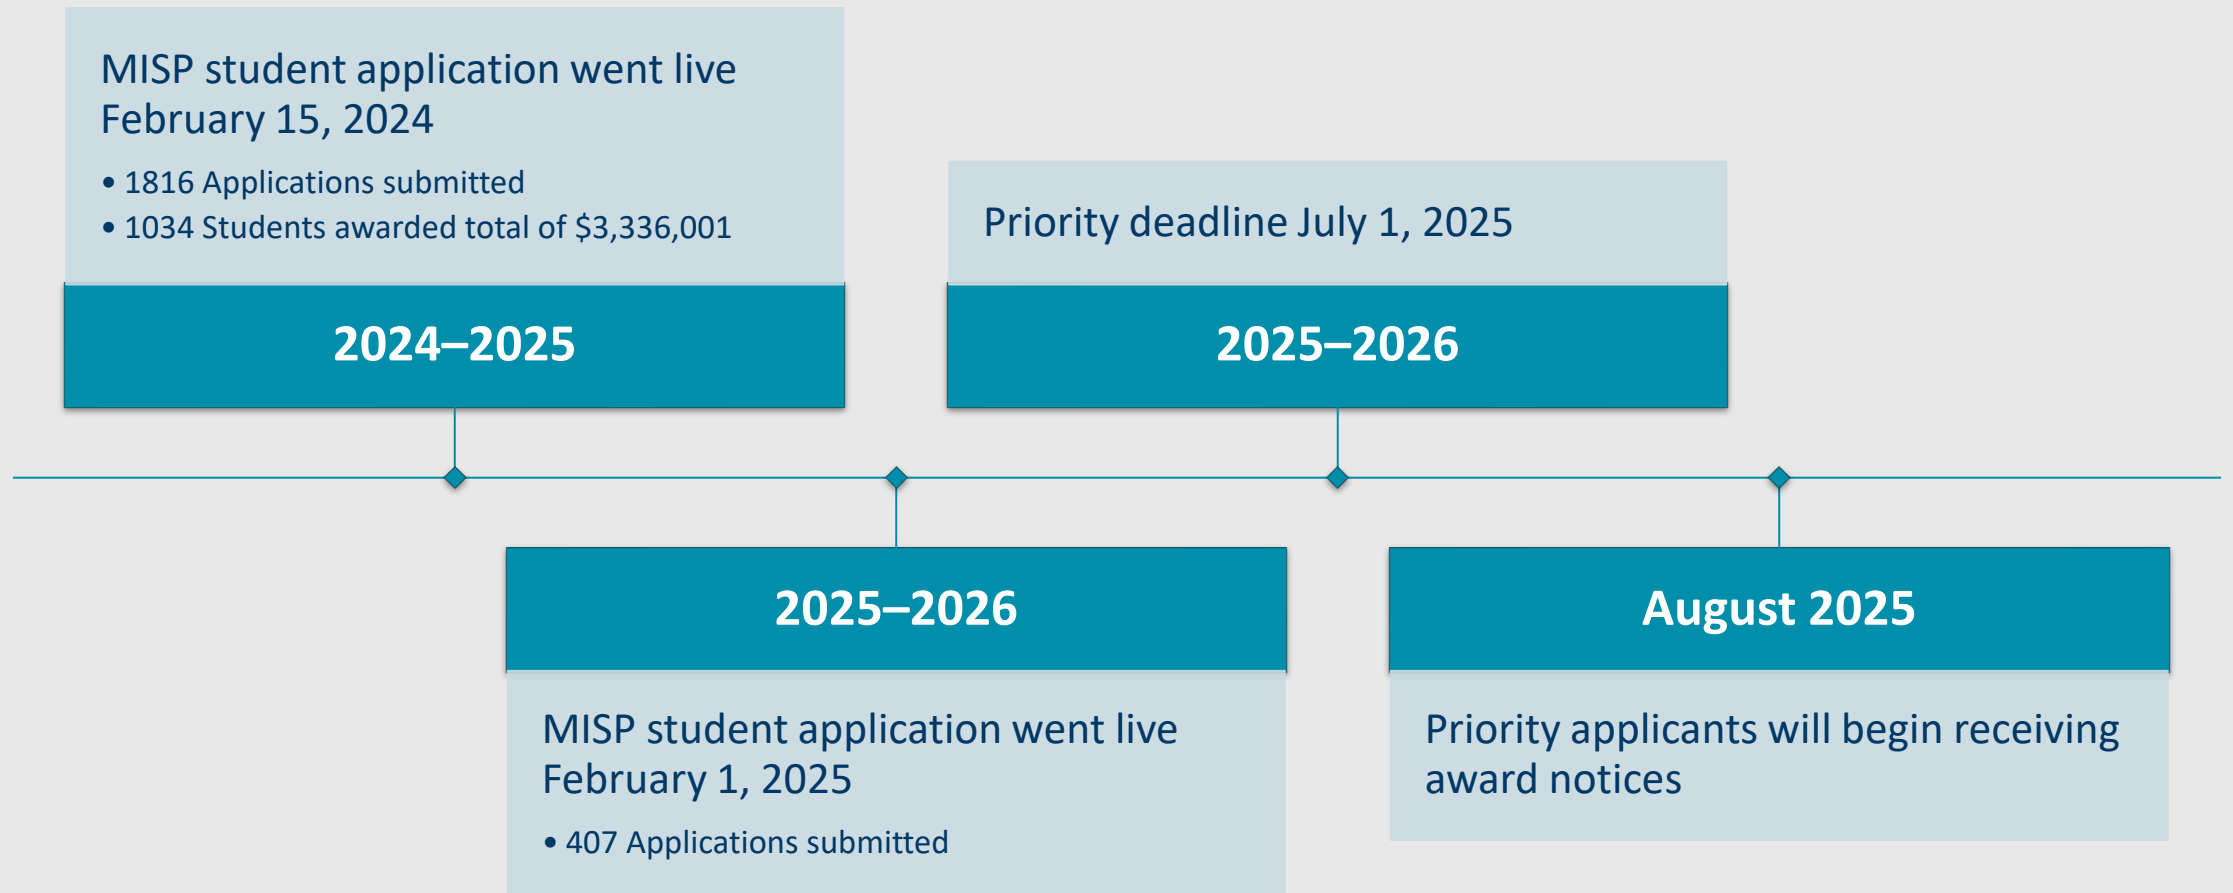 MISP student application went live
February 15, 2024
• 1816 Applications submitted
• 1034 Students awarded total of $3,336,001
2024–2025
Priority deadline July 1, 2025
2025–2026
2025–2026
MISP student application went live
February 1, 2025
• 407 Applications submitted
August 2025
Priority applicants will begin receiving
award notices